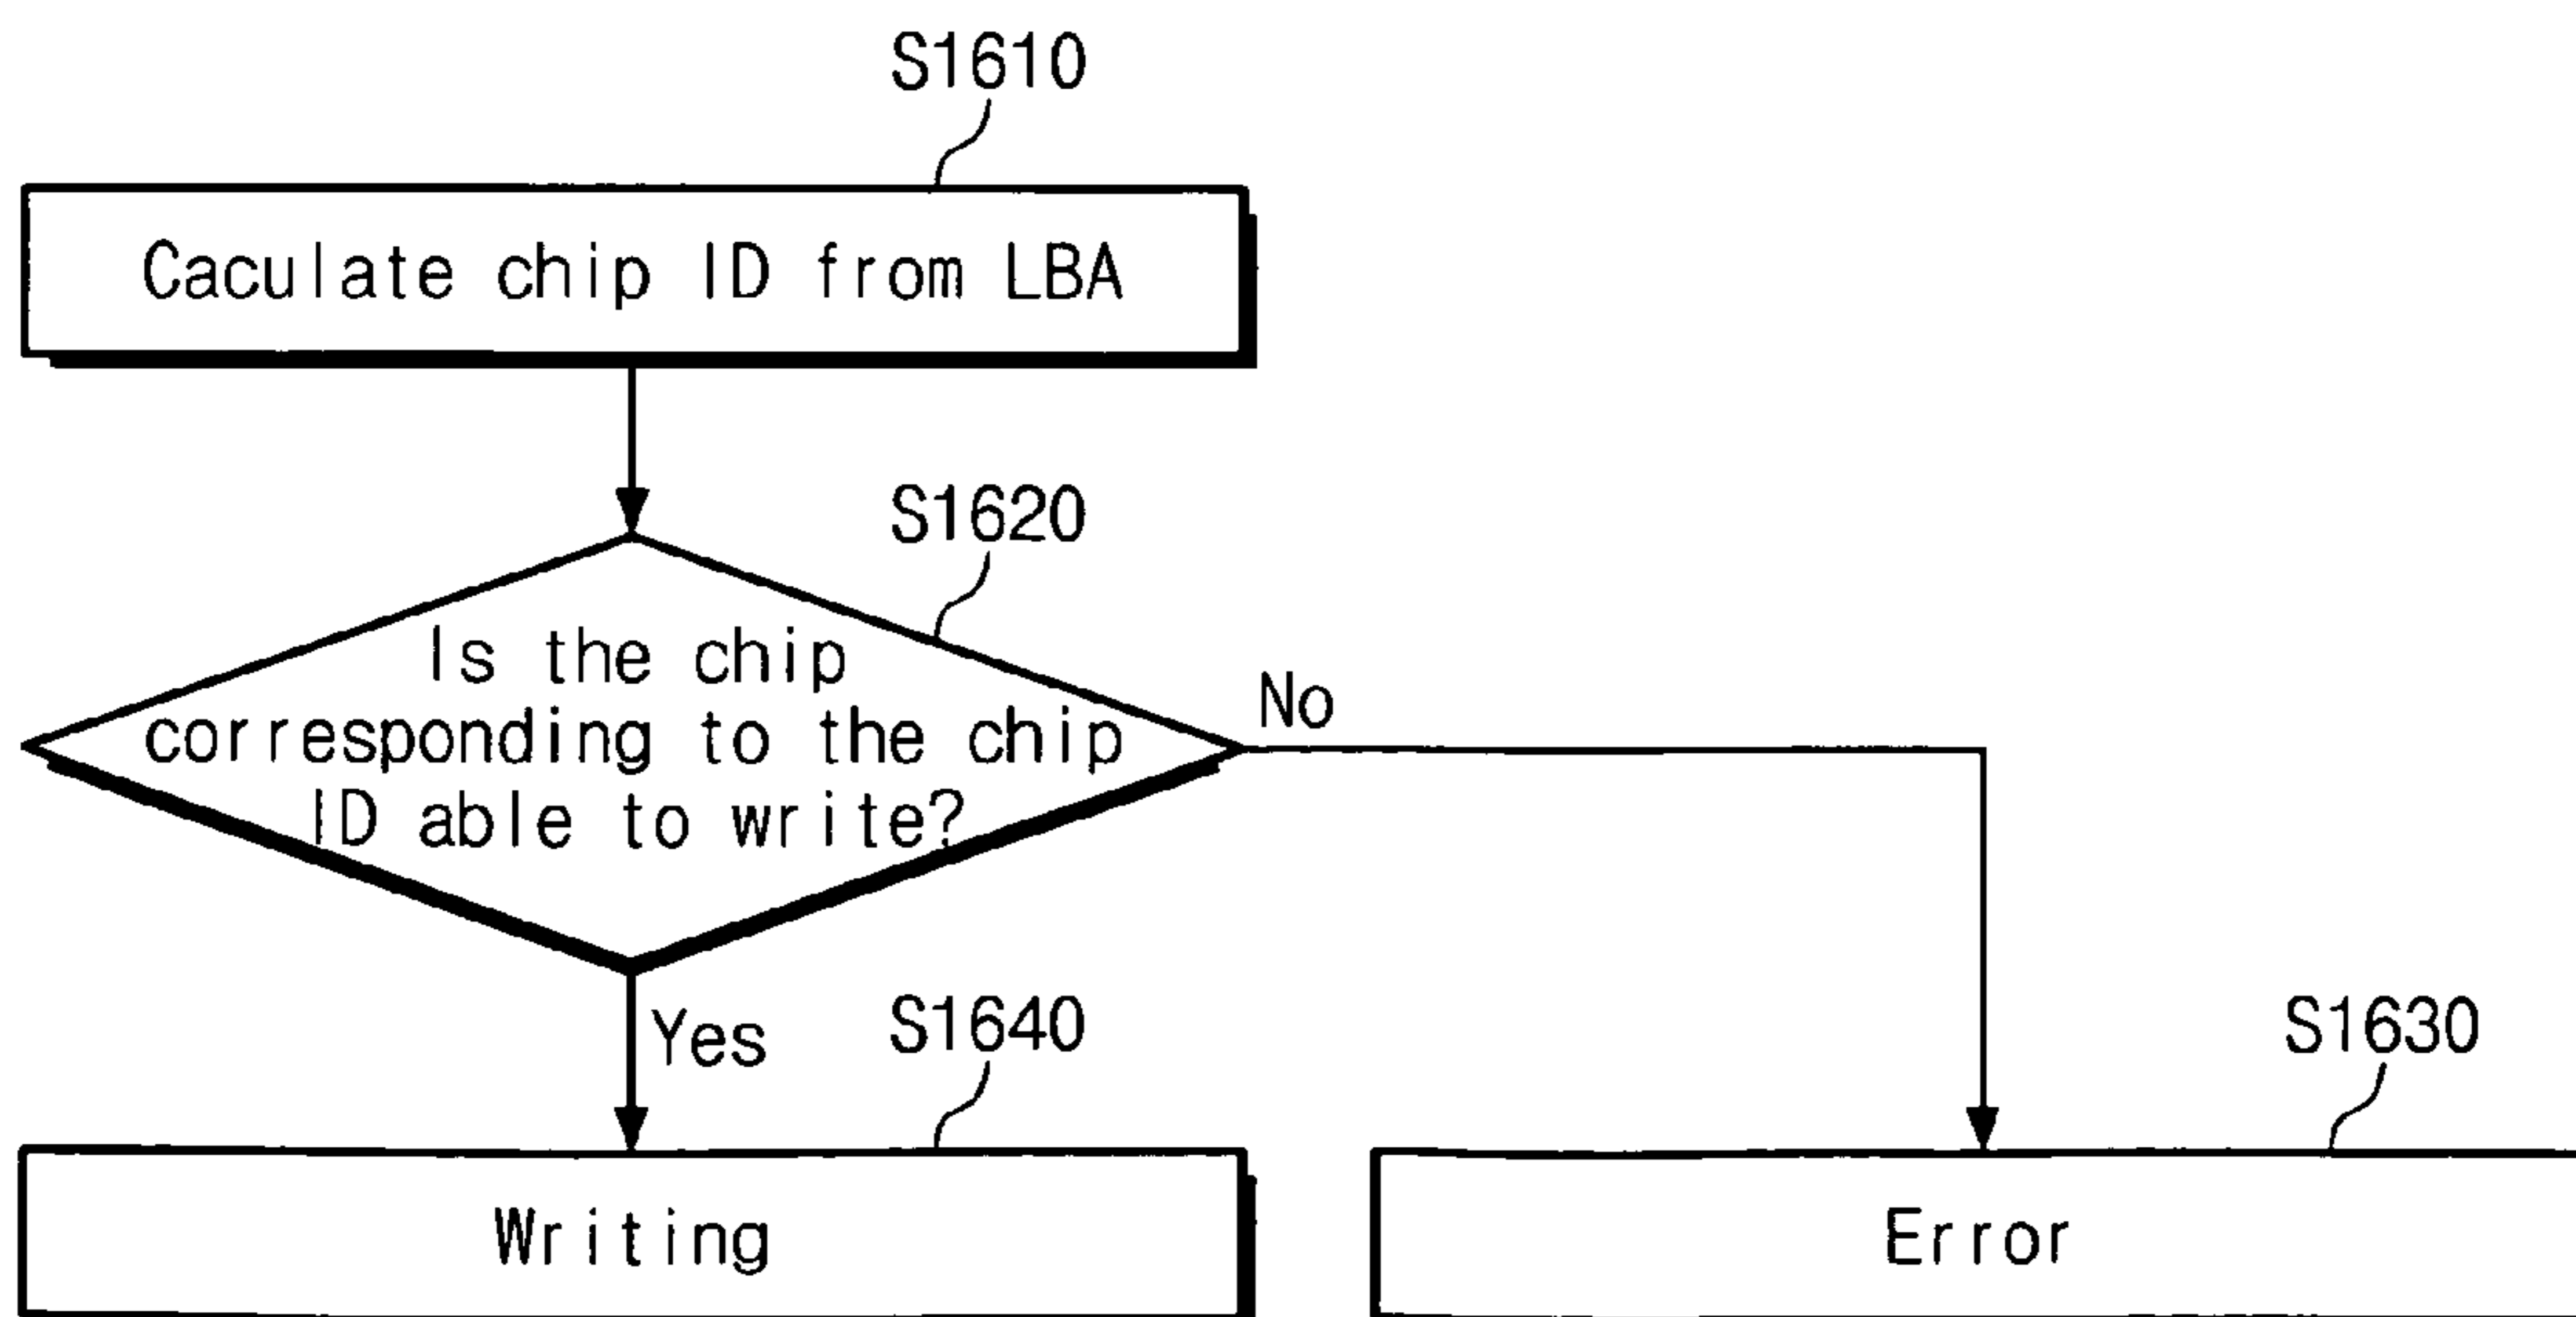 S1610
Caculate chip ID from LBA
S1620
Is the chip
corresponding to the chip
ID able to write?
No
Yes
S1640
S1630
Writing
Error